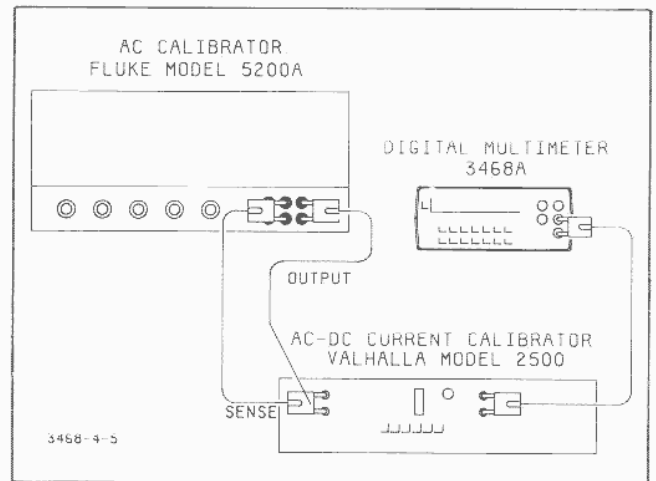 AC CALIBRATOR
FLUKE MODEL 5200A
DIGITAL MULTIMETER
3468A
OUTPUT
AC-DC CURRENT CALIBRATOR
VALHALLA MODEL 2500
SENSE
3468-4-5